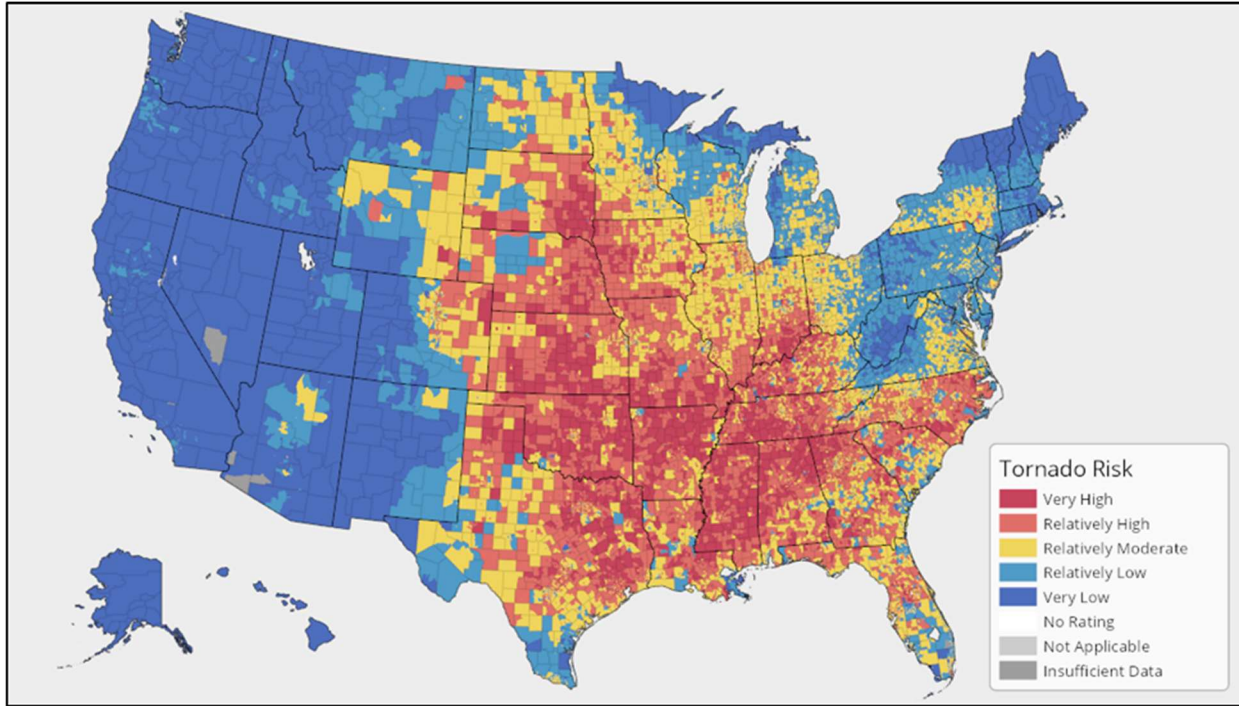 Tornado Risk
Very High
Relatively High
Relatively Moderate
Relatively Low
Very Low
No Rating
Not Applicable
Insufficient Data